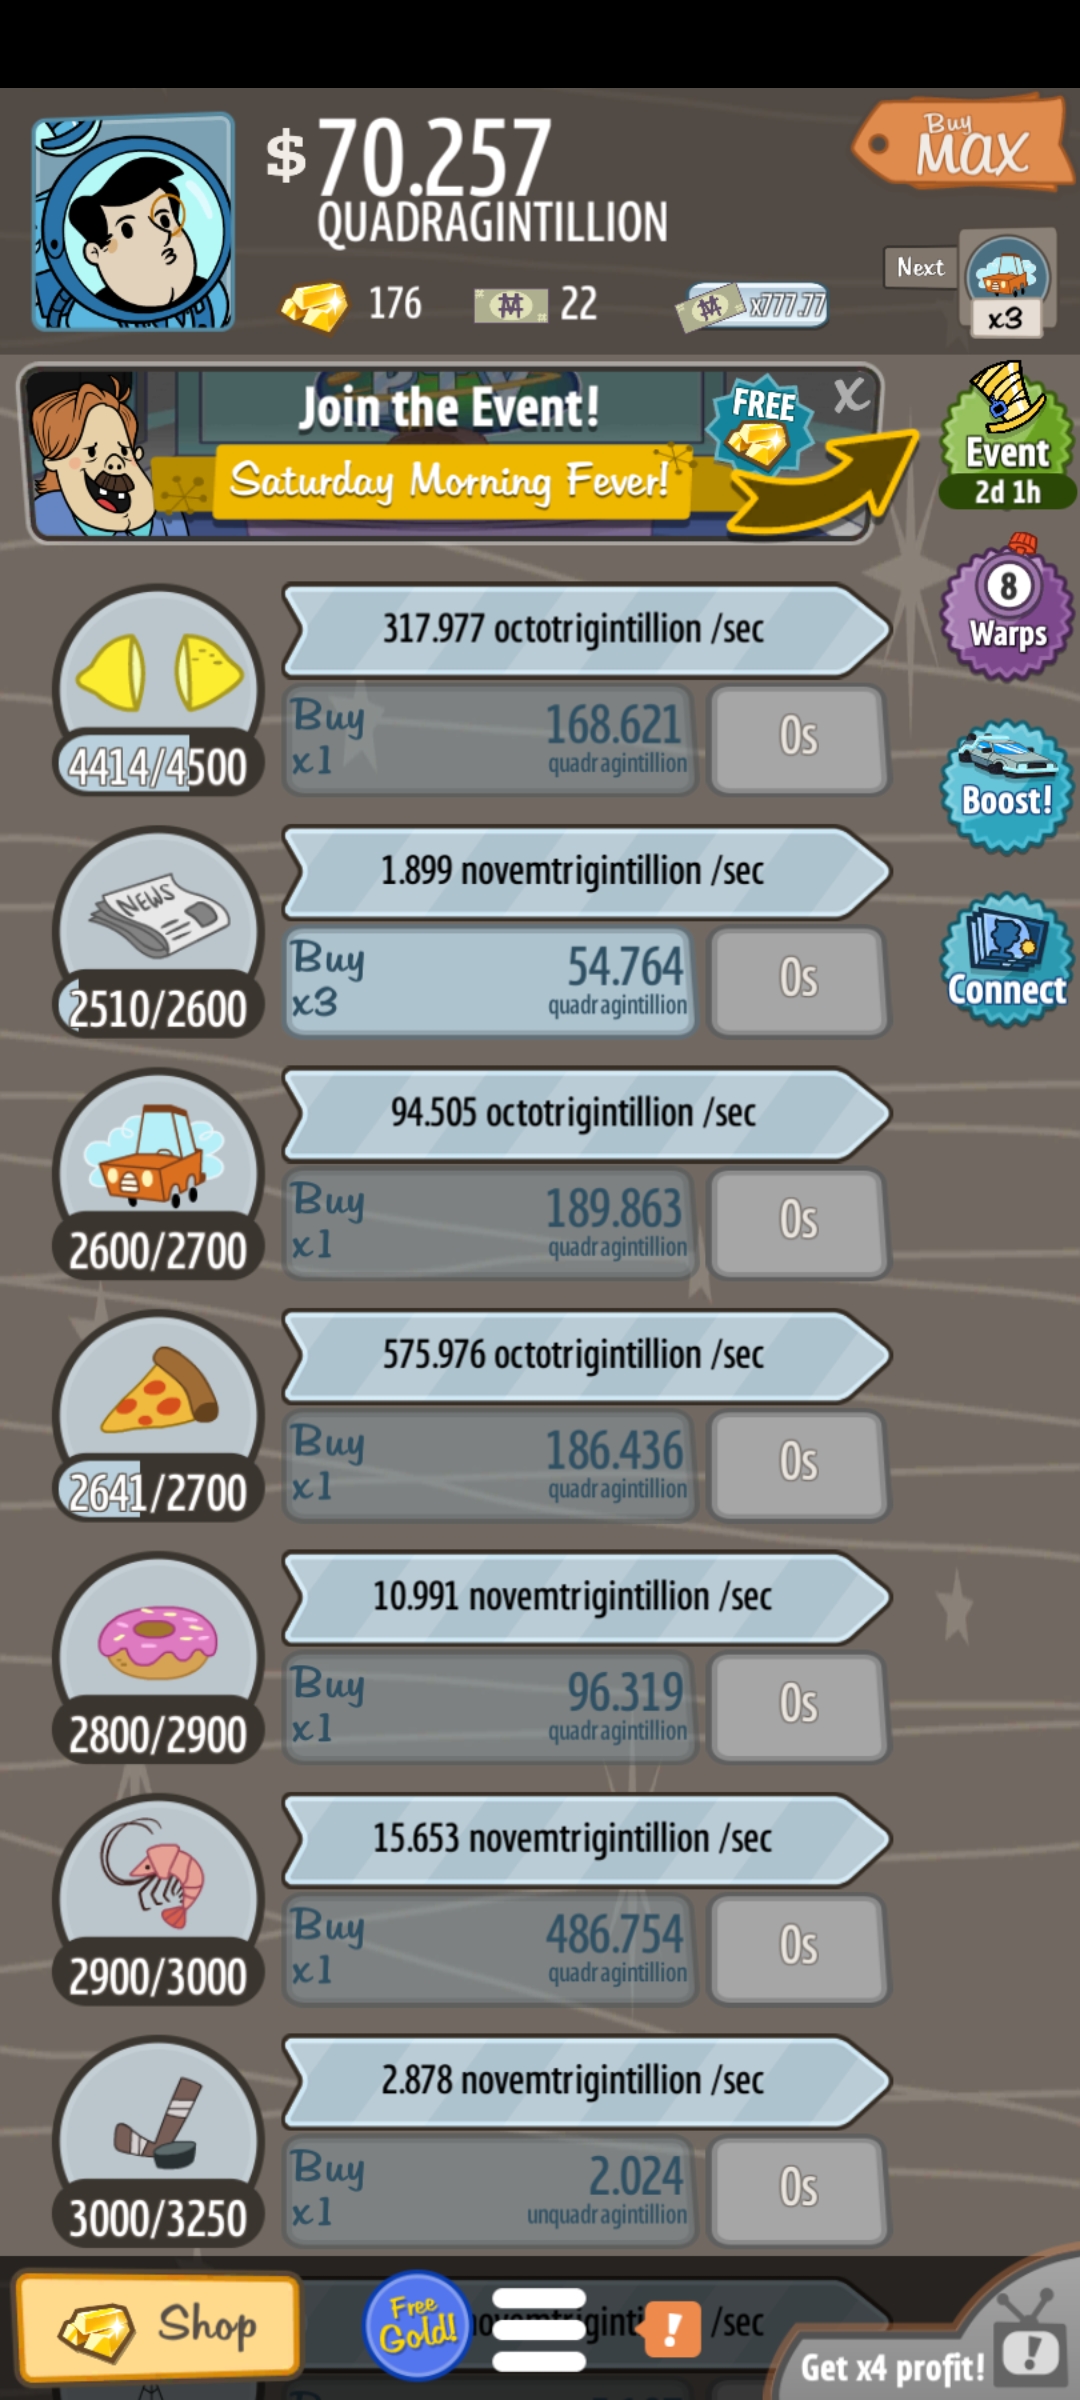 $70.257
QUADRAGINTILLION
Buy
MAX
176
22
x777.77
Next
x3
Join the Event!
Saturday Morning Fever!
FREE
X
Event
2d 1h
8
Warps
Boost!
Connect
317.977 octotrigintillion /sec
4414/4500
Buy
x1
168.621
quadragintillion
0s
NEWS
1.899 novemtrigintillion /sec
2510/2600
Buy
x3
54.764
quadragintillion
0s
94.505 octotrigintillion /sec
2600/2700
Buy
x1
189.863
quadragintillion
0s
575.976 octotrigintillion /sec
2641/2700
Buy
x1
186.436
quadragintillion
0s
10.991 novemtrigintillion /sec
2800/2900
Buy
x1
96.319
quadragintillion
0s
15.653 novemtrigintillion /sec
2900/3000
Buy
x1
486.754
quadragintillion
0s
2.878 novemtrigintillion /sec
3000/3250
Buy
x1
2.024
unquadragintillion
0s
Shop
Free
Gold!
!
/sec
Get x4 profit!
!